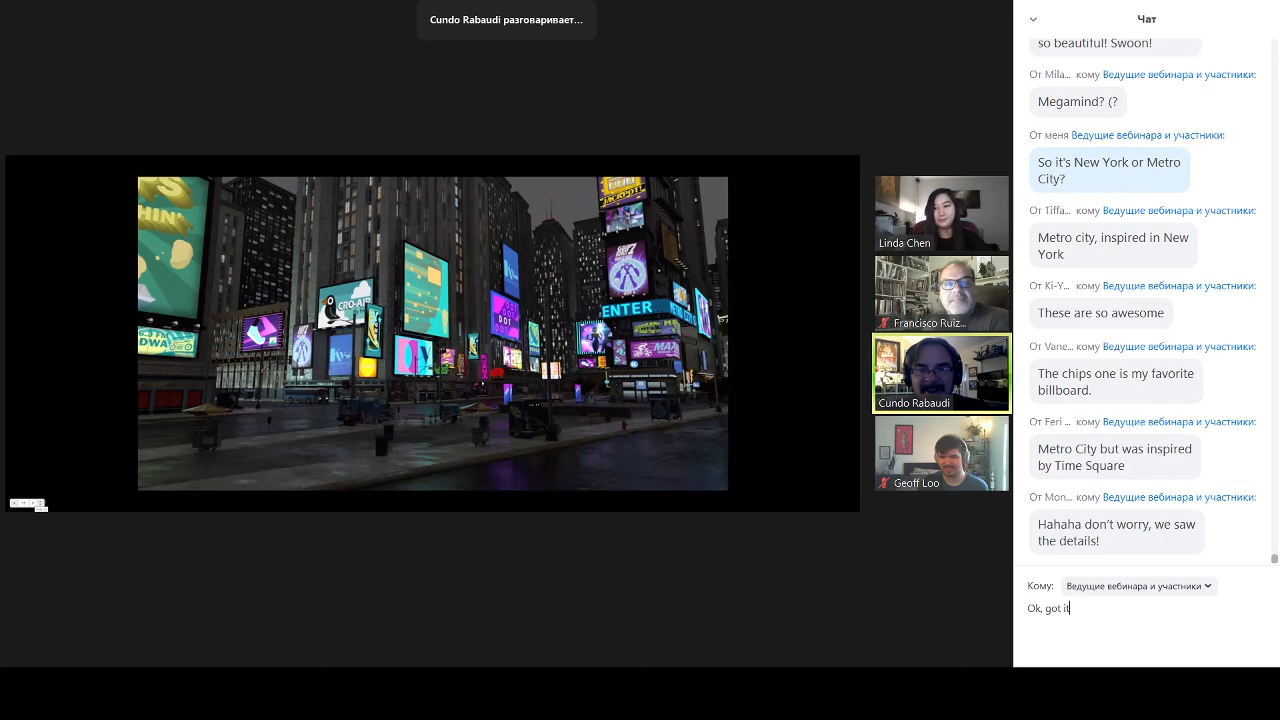 Cundo Rabaudi разговаривает...
CRO-AIR
DOT
JACKPOT!
ENTER
MAX
Linda Chen
Francisco Ruiz...
Cundo Rabaudi
Geoff Loo
Чат
so beautiful! Swoon!
От Mila... кому Ведущие вебинара и участники:
Megamind? (?
От меня Ведущие вебинара и участники:
So it's New York or Metro
City
От Tiffa... кому Ведущие вебинара и участники:
Metro city, inspired in New
York
От Ki-Y... кому Ведущие вебинара и участники:
These are so awesome
От Vane... кому Ведущие вебинара и участники:
The chips one is my favorite
billboard.
От Feri ... кому Ведущие вебинара и участники:
Metro City but was inspired
by Time Square
От Mon... кому Ведущие вебинара и участники:
Hahaha don't worry, we saw
the details!
Кому: Ведущие вебинара и участники
Ok, got it